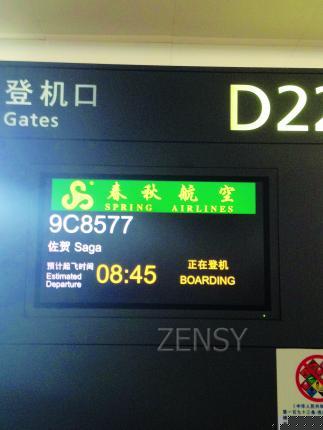 登机口
Gates
D22
春秋航空
SPRING AIRLINES
9C8577
佐贺 Saga
预计起飞时间
Estimated
Departure
08:45
正在登机
BOARDING
ZENSY